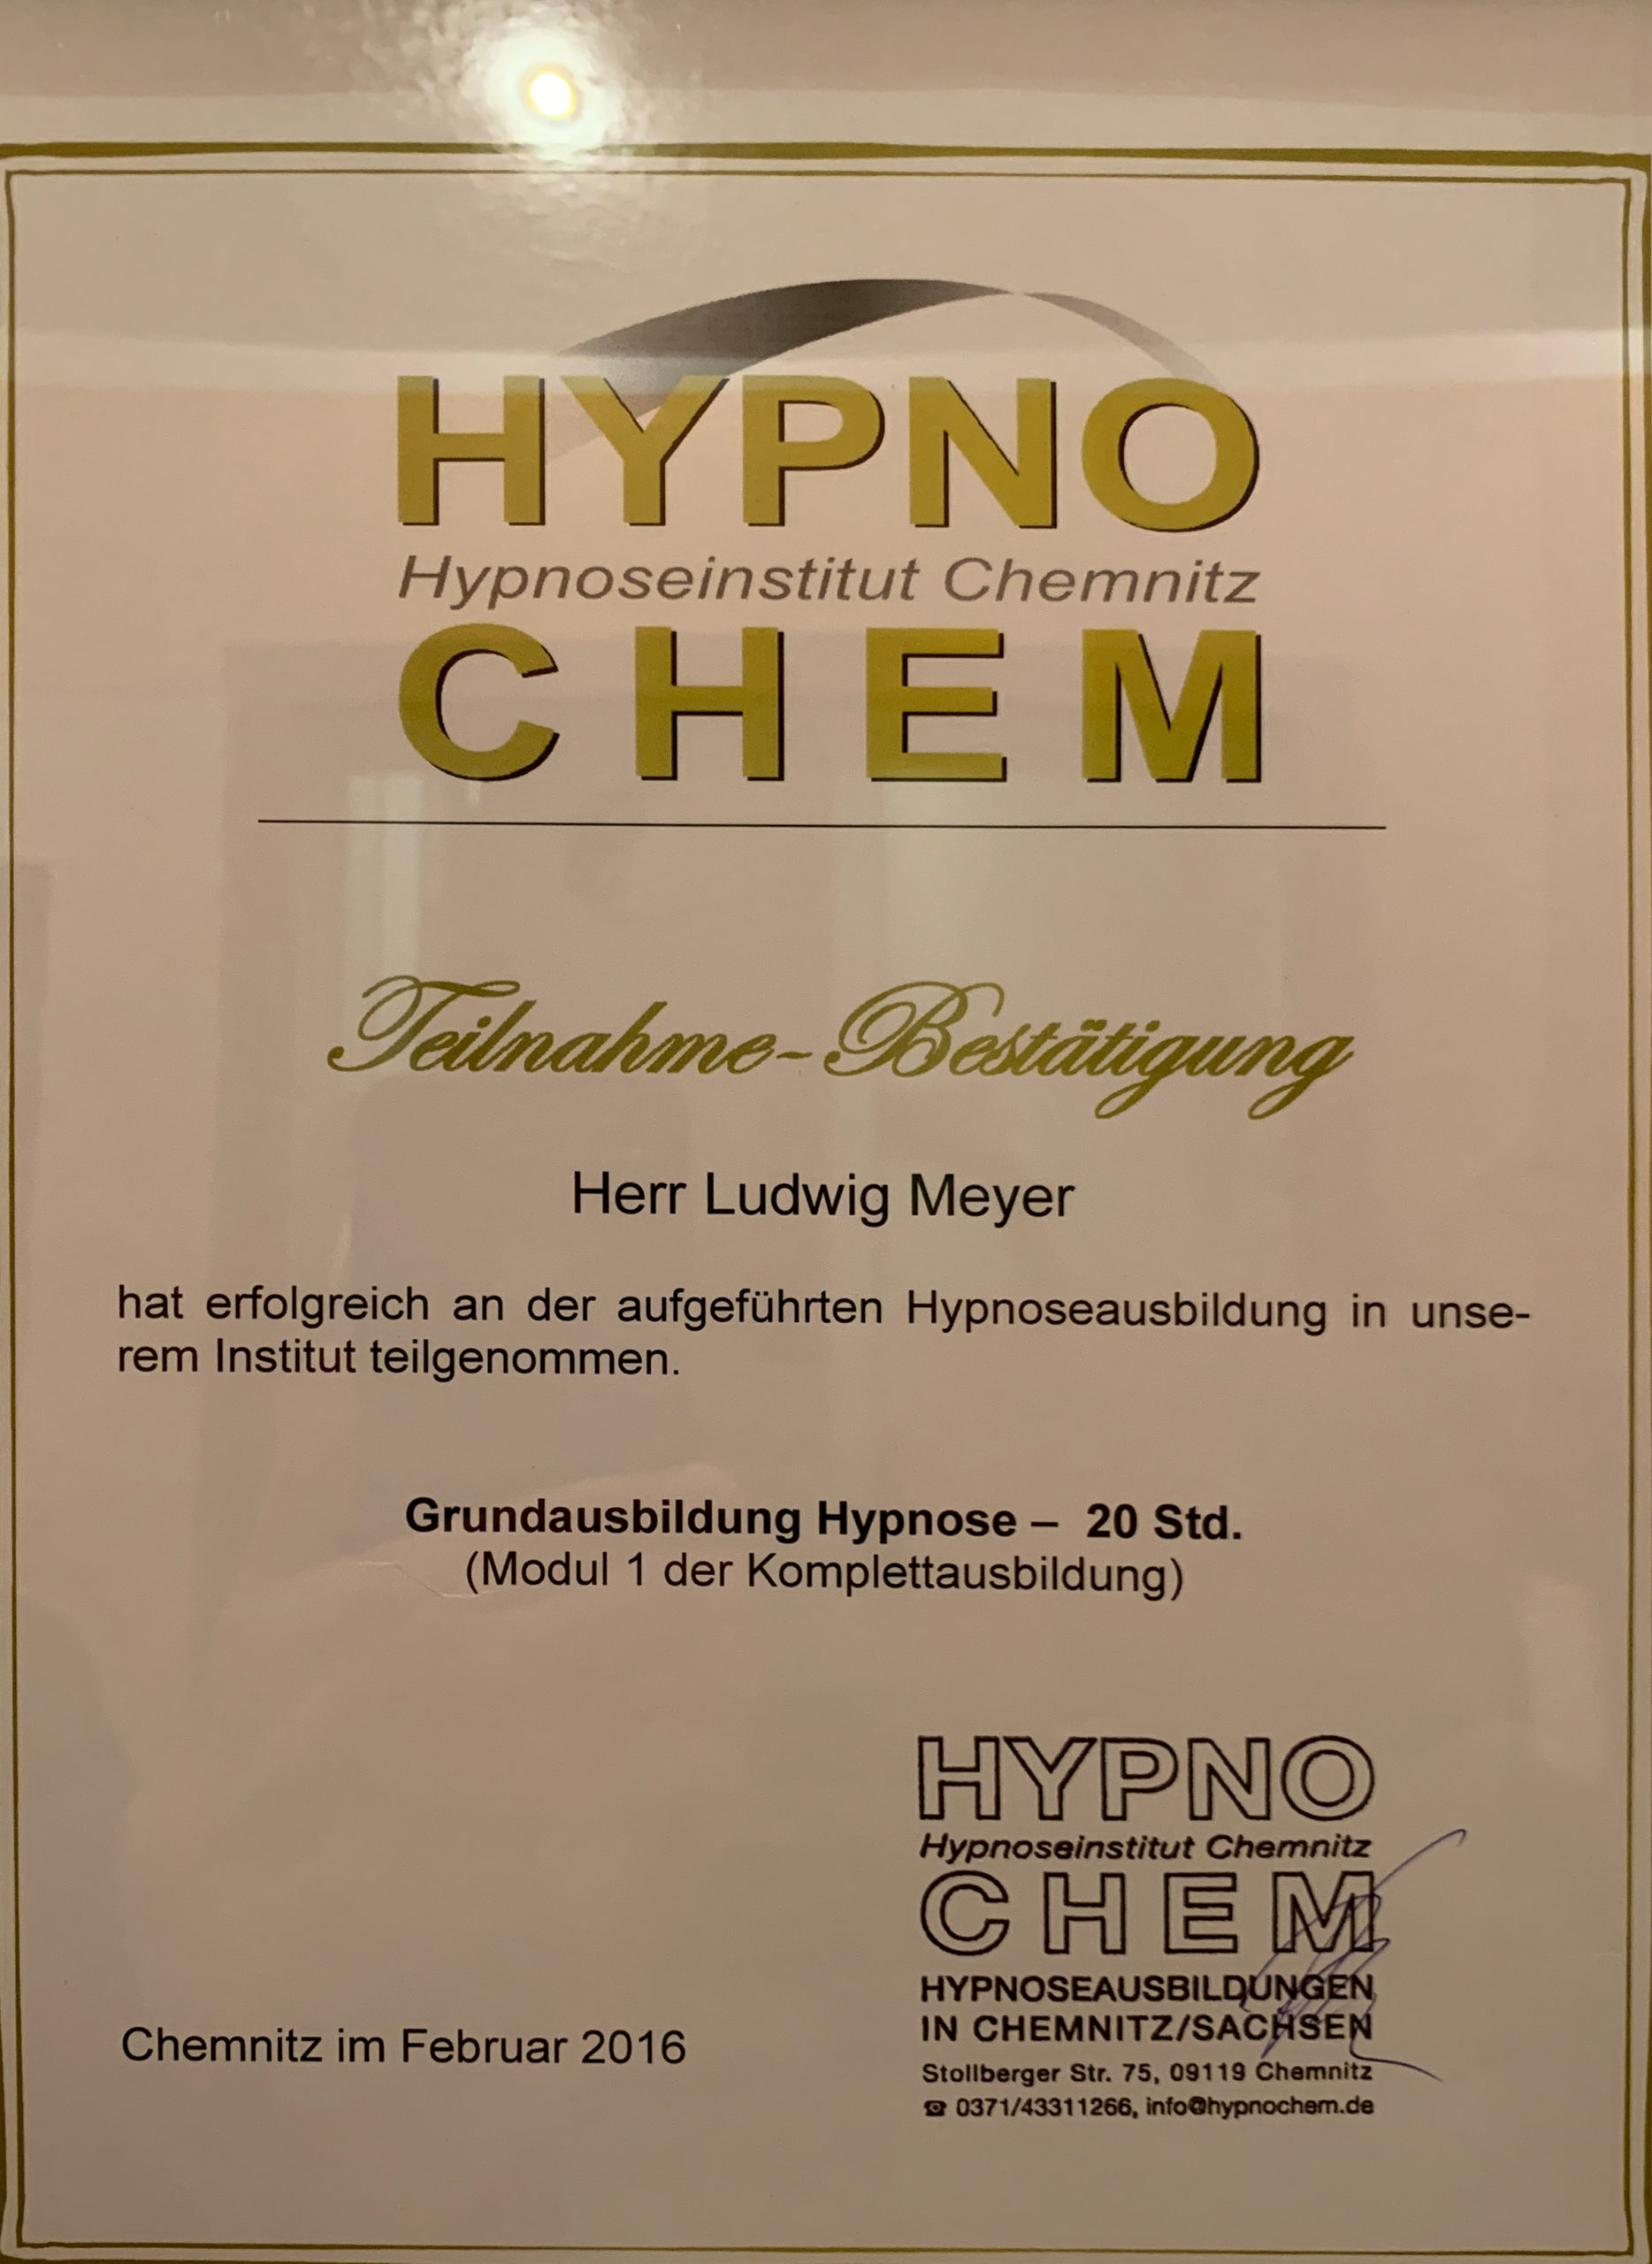 HYPNO
Hypnoseinstitut Chemnitz
CHEM
Teilnahme-Bestätigung
Herr Ludwig Meyer
hat erfolgreich an der aufgeführten Hypnoseausbildung in unse-
rem Institut teilgenommen.
Grundausbildung Hypnose – 20 Std.
(Modul 1 der Komplettausbildung)
HYPNO
Hypnoseinstitut Chemnitz
CHEM
HYPNOSEAUSBILDUNGEN
IN CHEMNITZ/SACHSEN
Stollberger Str. 75, 09119 Chemnitz
☎ 0371/43311266, info@hypnochem.de
Chemnitz im Februar 2016